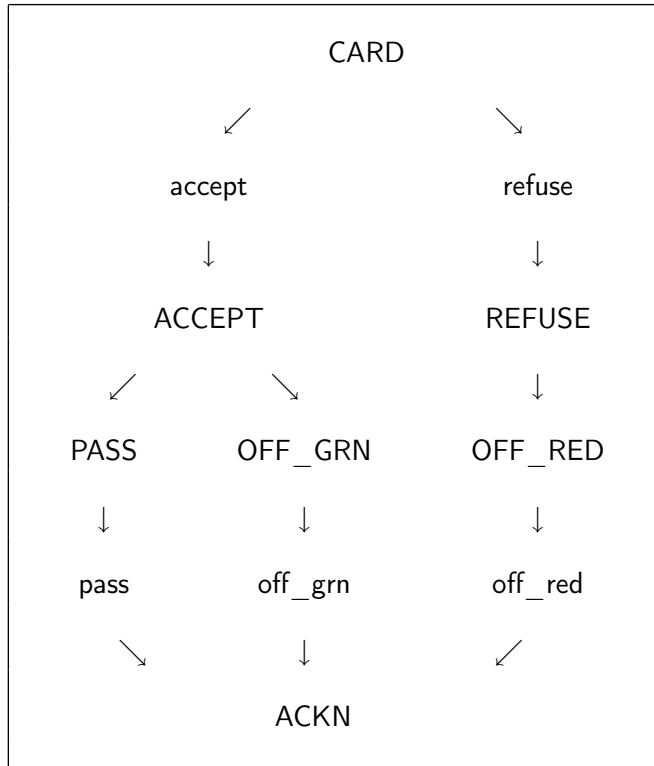 CARD
accept refuse
ACCEPT REFUSE
PASS OFF_GRN OFF_RED
pass off_grn off_red
ACKN